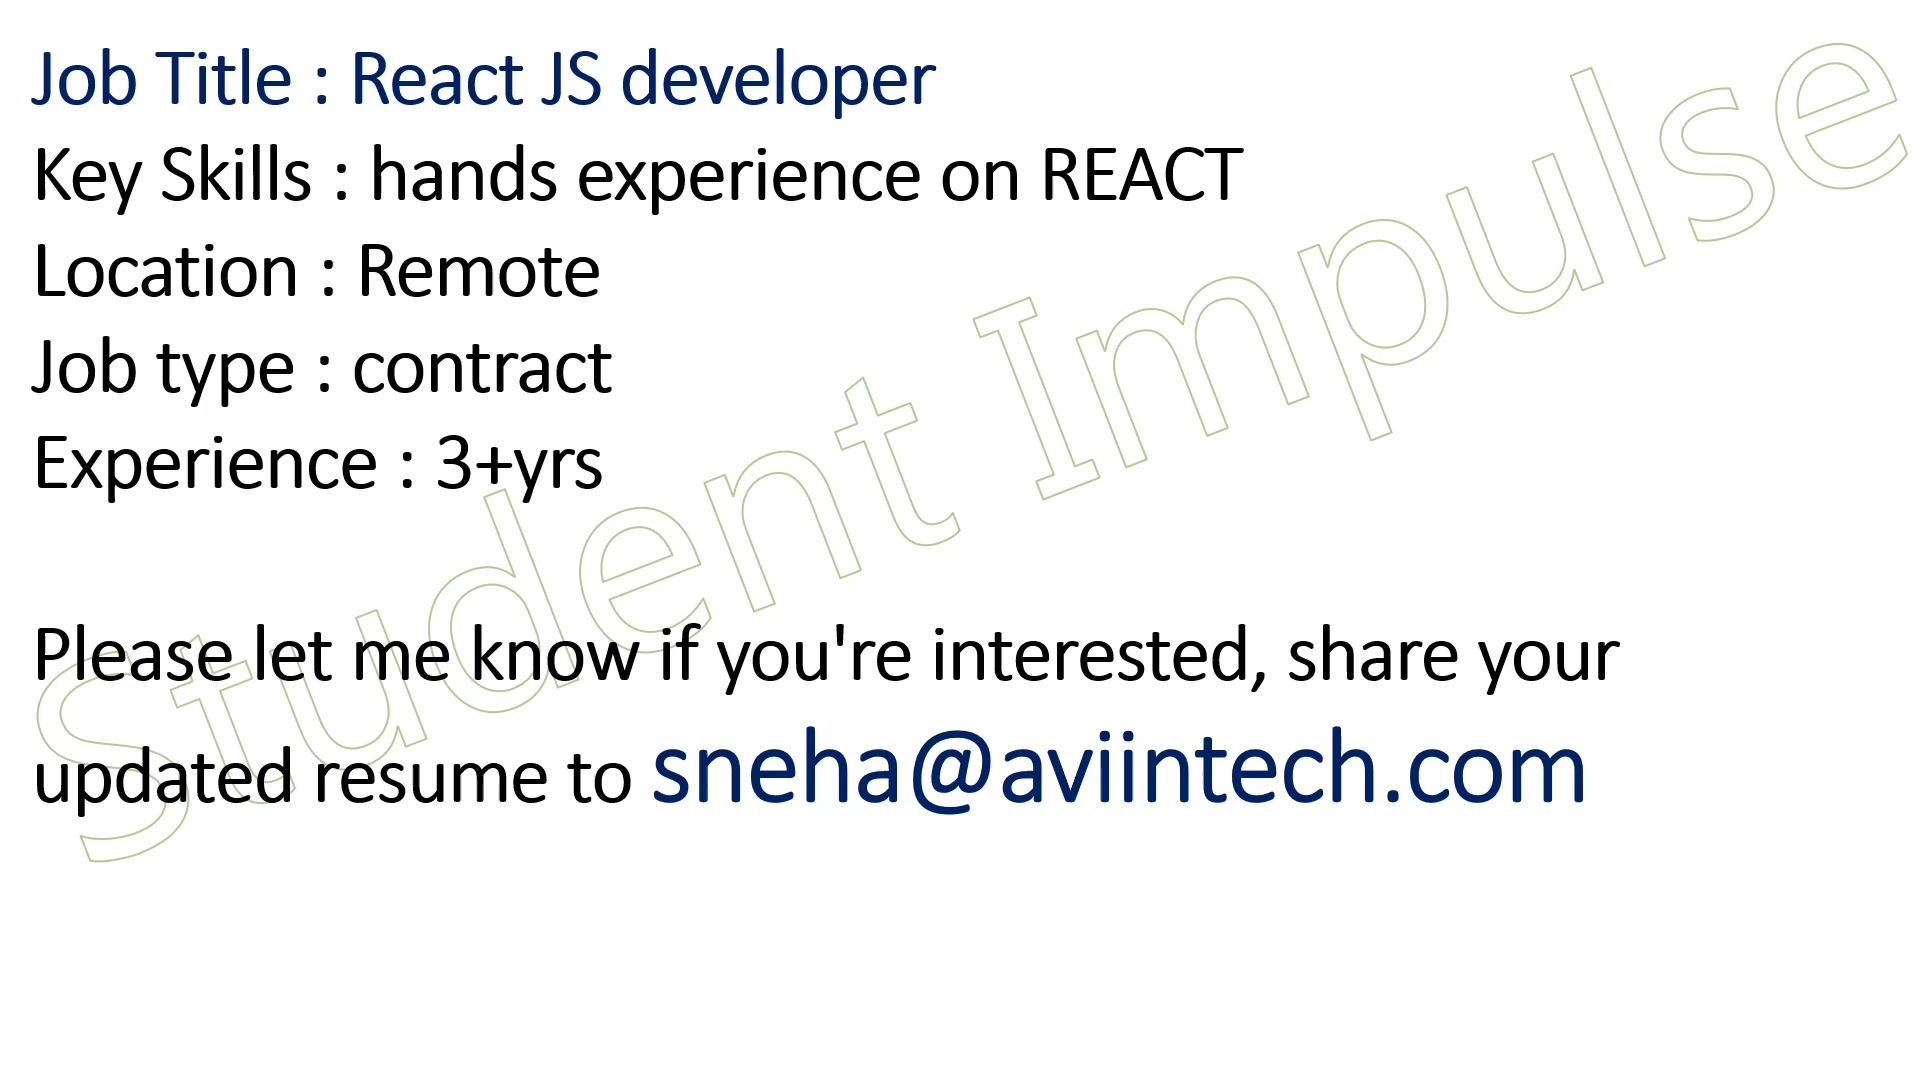 Job Title : React JS developer
Key Skills : hands experience on REACT
Location : Remote
Job type : contract
Experience : 3+yrs
Please let me know if you're interested, share your
updated resume to sneha@aviintech.com
Student Impulse